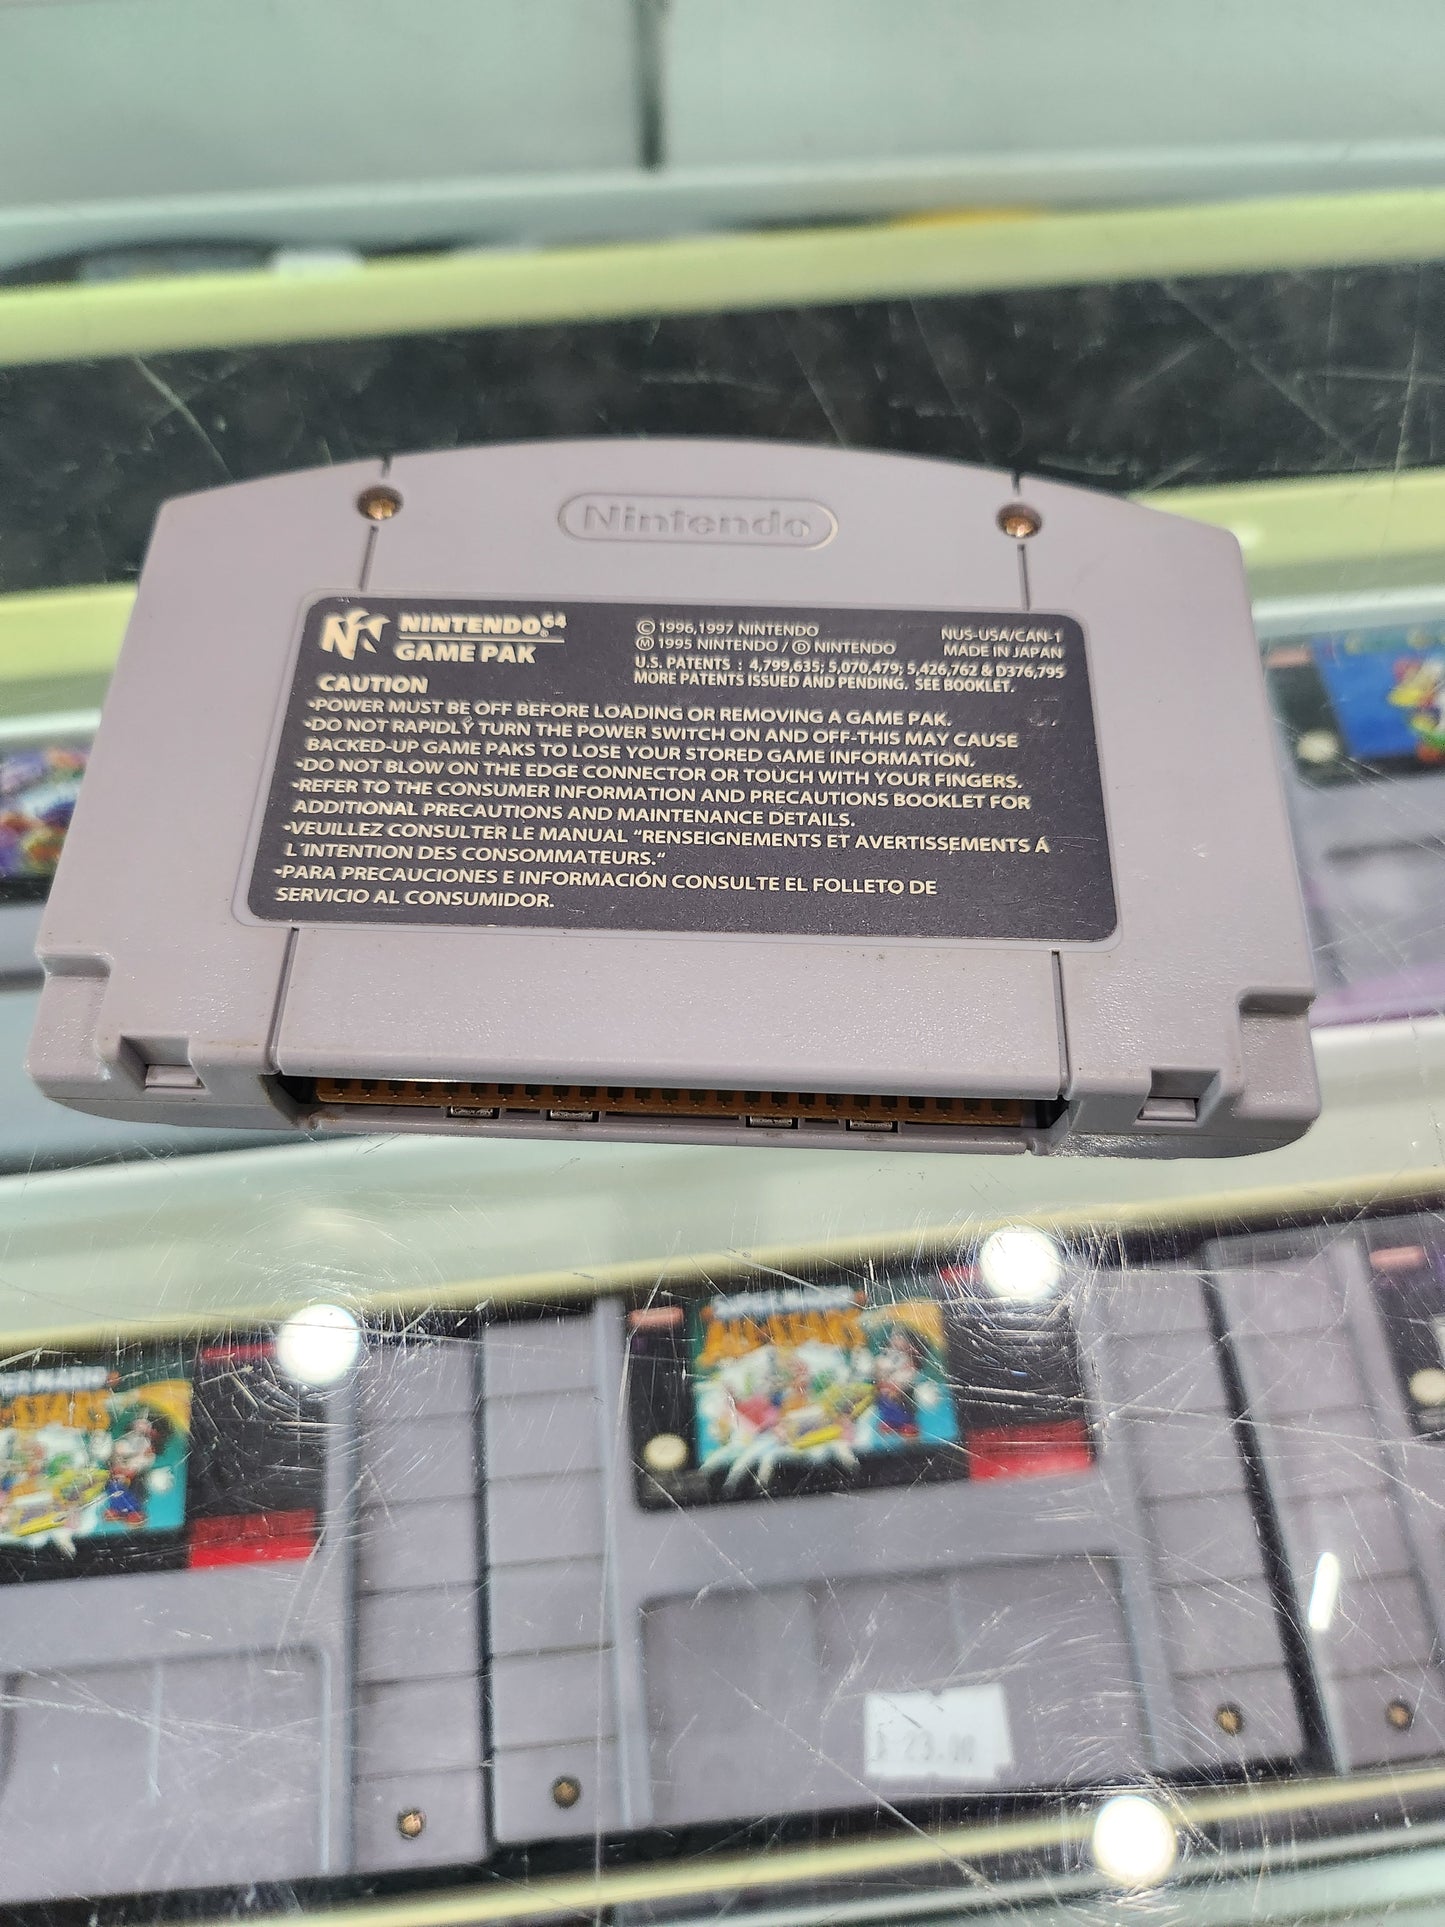 Nintendo
NINTENDO64
GAME PAK
© 1996,1997 NINTENDO
Ⓜ 1995 NINTENDO / Ⓓ NINTENDO
NUS-USA/CAN-1
MADE IN JAPAN
U.S. PATENTS : 4,799,635; 5,070,479; 5,426,762 & D376,795
MORE PATENTS ISSUED AND PENDING. SEE BOOKLET.
CAUTION
•POWER MUST BE OFF BEFORE LOADING OR REMOVING A GAME PAK.
•DO NOT RAPIDLY TURN THE POWER SWITCH ON AND OFF-THIS MAY CAUSE
BACKED-UP GAME PAKS TO LOSE YOUR STORED GAME INFORMATION.
•DO NOT BLOW ON THE EDGE CONNECTOR OR TOUCH WITH YOUR FINGERS.
•REFER TO THE CONSUMER INFORMATION AND PRECAUTIONS BOOKLET FOR
ADDITIONAL PRECAUTIONS AND MAINTENANCE DETAILS.
•VEUILLEZ CONSULTER LE MANUAL "RENSEIGNEMENTS ET AVERTISSEMENTS Á
L'INTENTION DES CONSOMMATEURS."
•PARA PRECAUCIONES E INFORMACIÓN CONSULTE EL FOLLETO DE
SERVICIO AL CONSUMIDOR.
SUPER MARIO
ALL-STARS